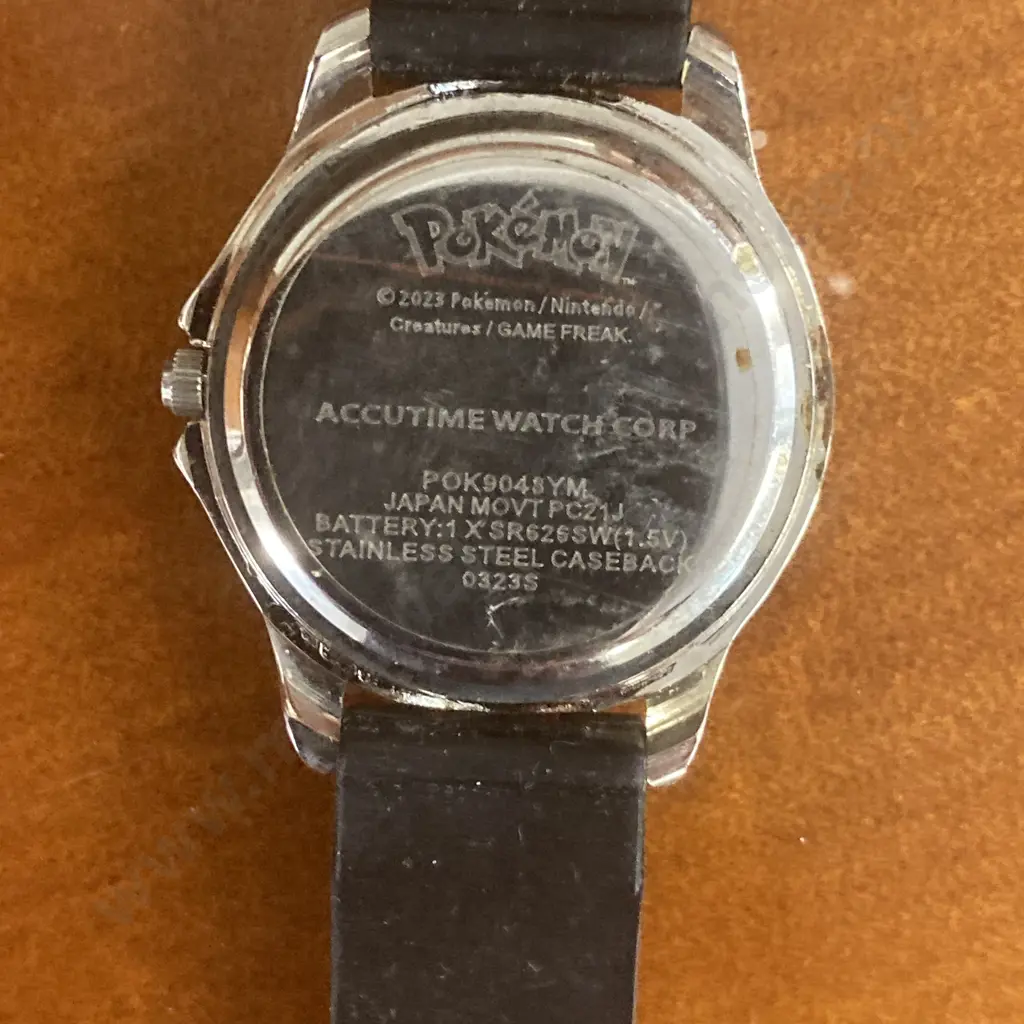 POKéMON™
© 2023 Pokémon / Nintendo /
Creatures / GAME FREAK.
ACCUTIME WATCH CORP
POK9048YM
JAPAN MOVT PC21J
BATTERY:1 X SR626SW(1.5V)
STAINLESS STEEL CASEBACK
0323S